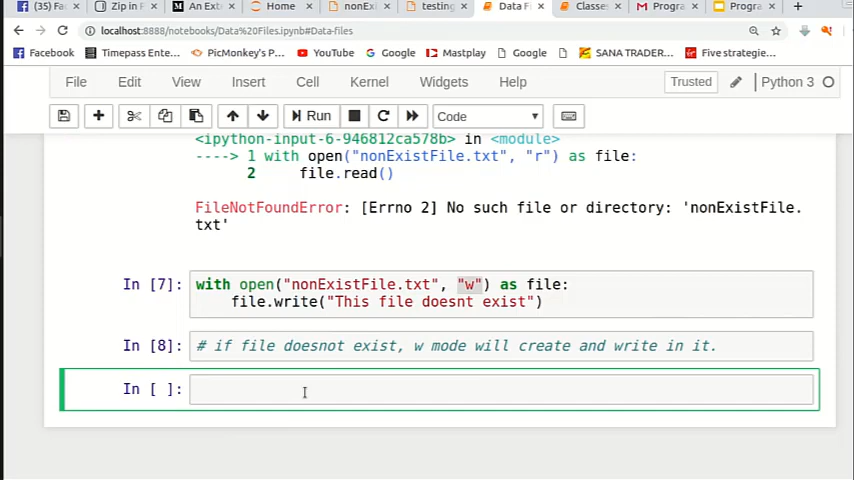 (35) Fac
Zip in F
An Ext
Home
nonExi
testing
Data F
Classe
Progra
Progra
localhost:8888/notebooks/Data%20Files.ipynb#Data-files
Facebook
Timepass Ente...
PicMonkey's Pro...
YouTube
Google
Mastplay
Google
SANA TRADER...
Five strategie...
File Edit View Insert Cell Kernel Widgets Help Trusted Python 3
Run Code
<ipython-input-6-946812ca578b> in <module>
----> 1 with open("nonExistFile.txt", "r") as file:
2 file.read()
FileNotFoundError: [Errno 2] No such file or directory: 'nonExistFile.
txt'
In [7]: with open("nonExistFile.txt", "w") as file:
file.write("This file doesnt exist")
In [8]: # if file doesnot exist, w mode will create and write in it.
In [ ]: